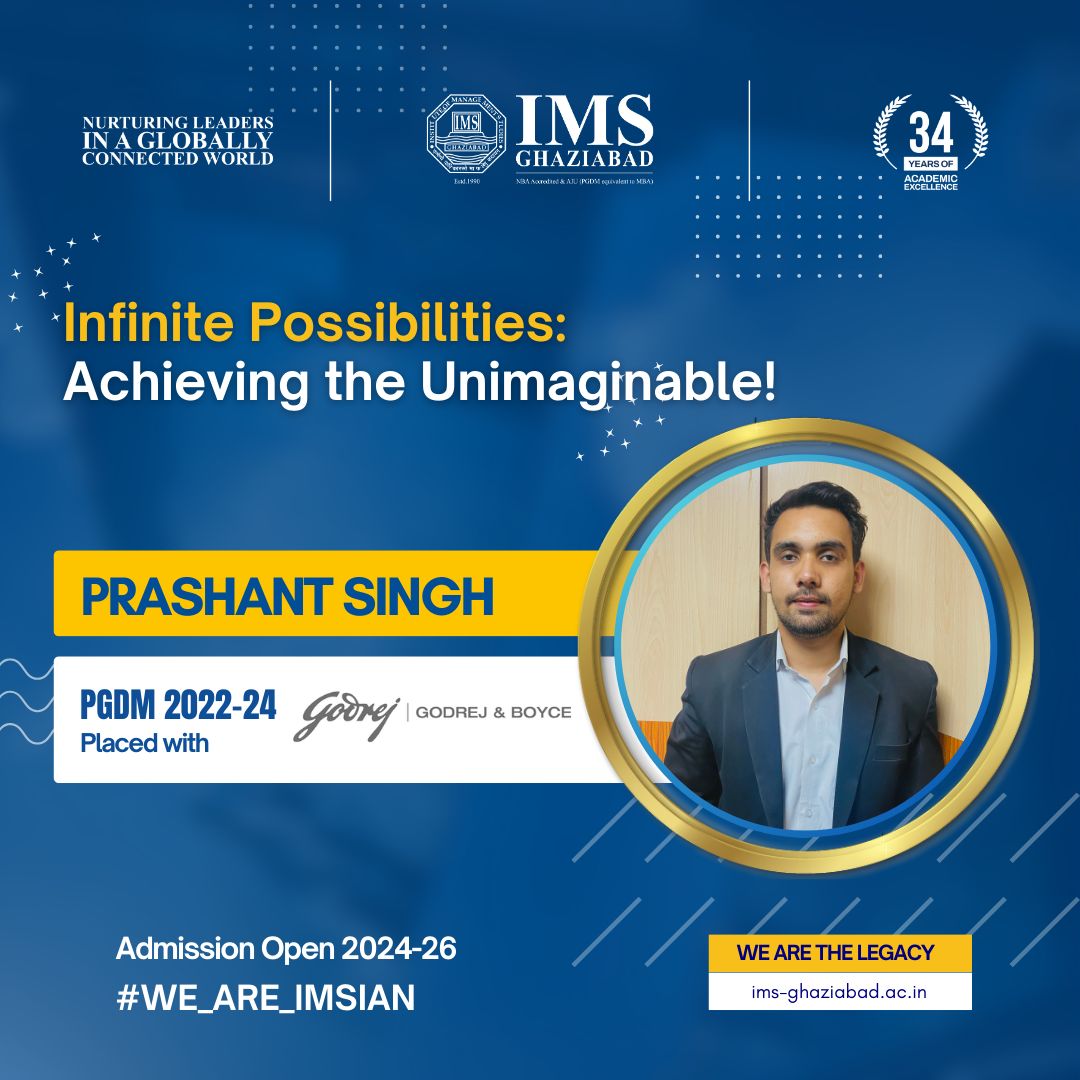 NURTURING LEADERS
IN A GLOBALLY
CONNECTED WORLD
IMS
GHAZIABAD
IMS
GHAZIABAD
Estd.1990
NBA Accredited & AIU (PGDM equivalent to MBA)
34
YEARS OF
ACADEMIC
EXCELLENCE
Infinite Possibilities:
Achieving the Unimaginable!
PRASHANT SINGH
PGDM 2022-24
Placed with
Godrej | GODREJ & BOYCE
Admission Open 2024-26
#WE_ARE_IMSIAN
WE ARE THE LEGACY
ims-ghaziabad.ac.in